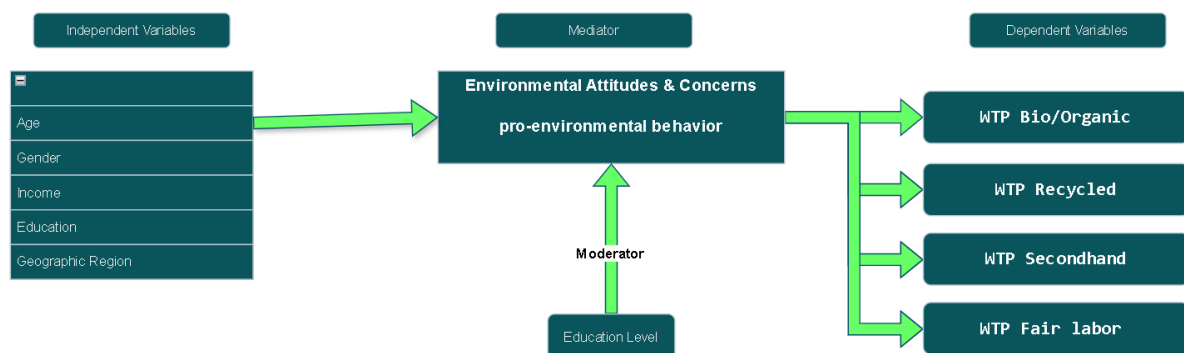 Independent Variables
Mediator
Dependent Variables
Age
Gender
Income
Education
Geographic Region
Environmental Attitudes & Concerns
pro-environmental behavior
Moderator
Education Level
WTP Bio/Organic
WTP Recycled
WTP Secondhand
WTP Fair labor